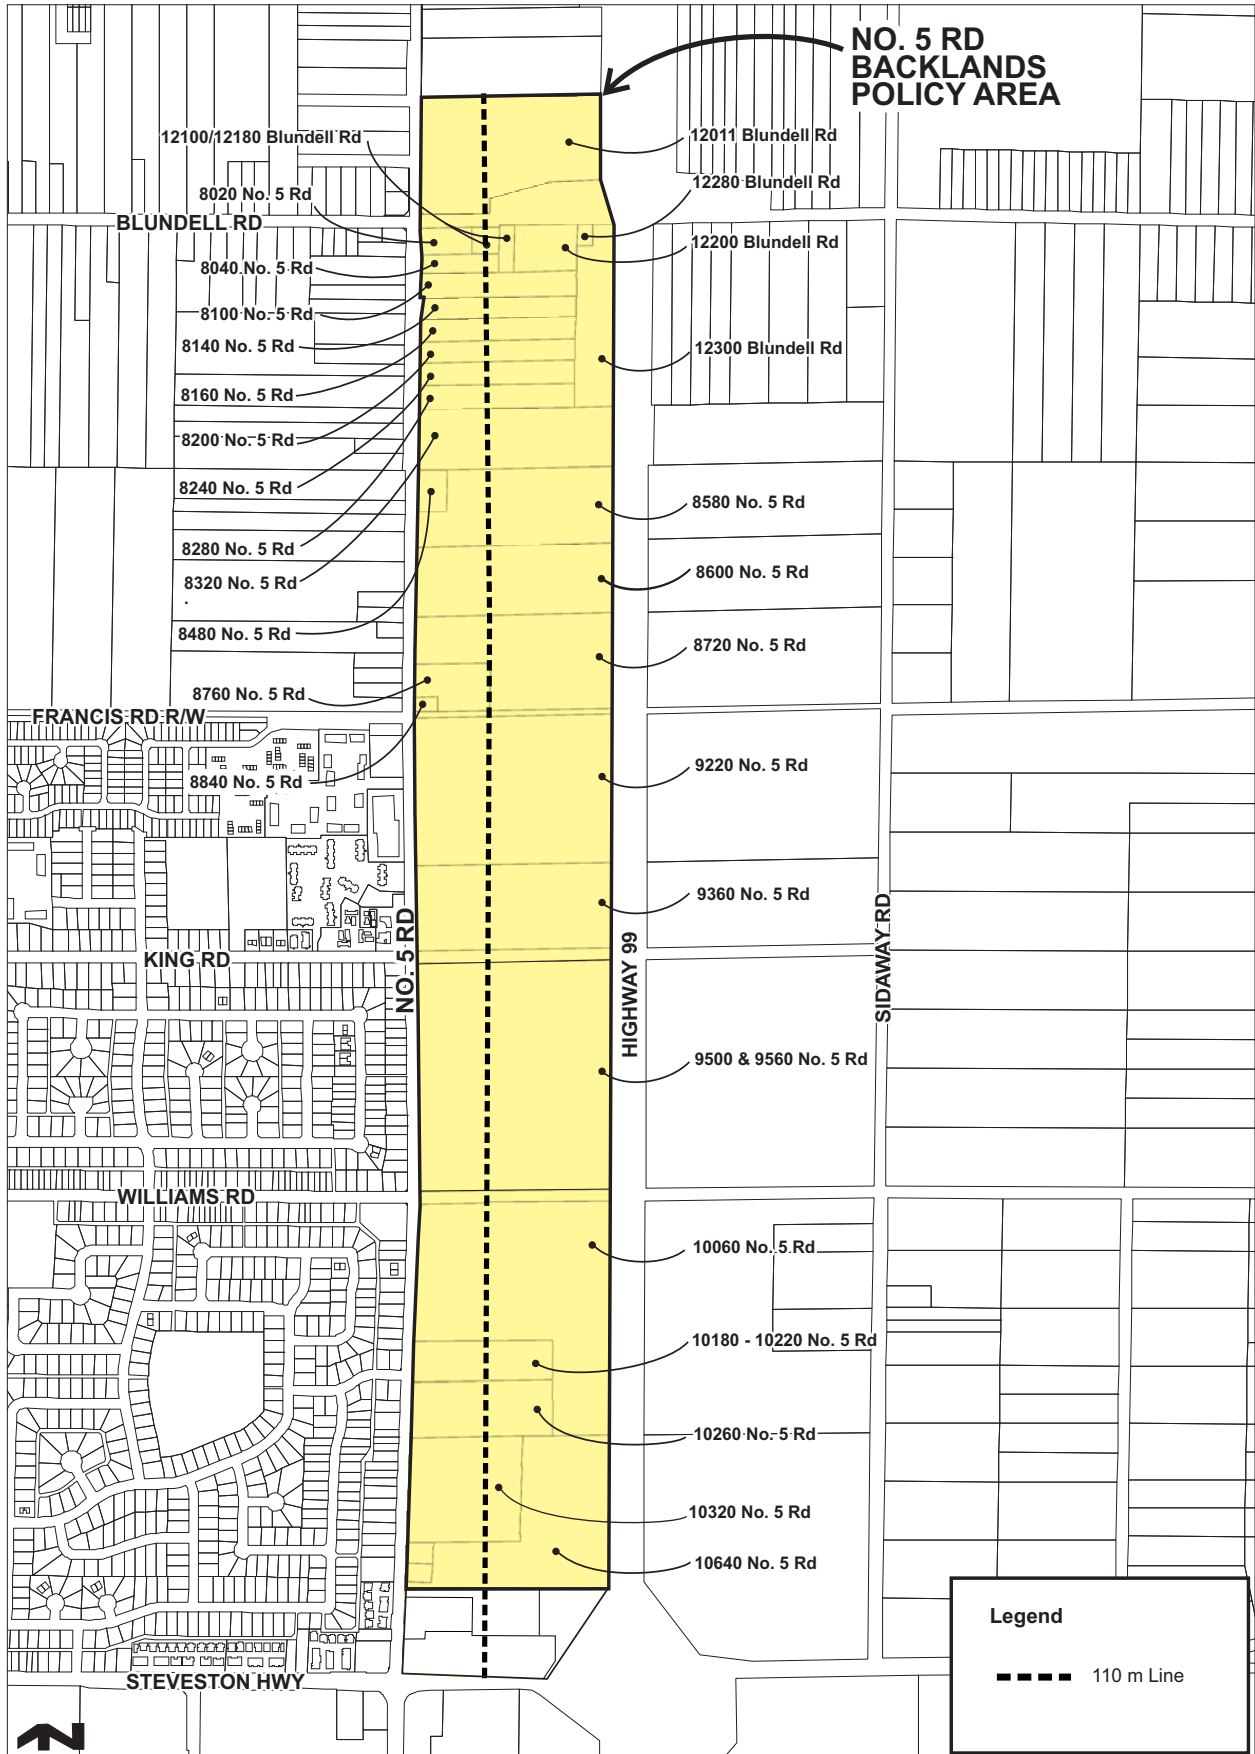 NO. 5 RD
BACKLANDS
POLICY AREA
12100/12180 Blundell Rd
12011 Blundell Rd
8020 No. 5 Rd
12280 Blundell Rd
BLUNDELL RD
12200 Blundell Rd
8040 No. 5 Rd
8100 No. 5 Rd
8140 No. 5 Rd
12300 Blundell Rd
8160 No. 5 Rd
8200 No. 5 Rd
8240 No. 5 Rd
8580 No. 5 Rd
8280 No. 5 Rd
8320 No. 5 Rd
.
8600 No. 5 Rd
8480 No. 5 Rd
8720 No. 5 Rd
8760 No. 5 Rd
FRANCIS RD R/W
8840 No. 5 Rd
9220 No. 5 Rd
9360 No. 5 Rd
NO. 5 RD
HIGHWAY 99
SIDAWAY RD
KING RD
9500 & 9560 No. 5 Rd
WILLIAMS RD
10060 No. 5 Rd
10180 - 10220 No. 5 Rd
10260 No. 5 Rd
10320 No. 5 Rd
10640 No. 5 Rd
STEVESTON HWY
Legend
110 m Line
N